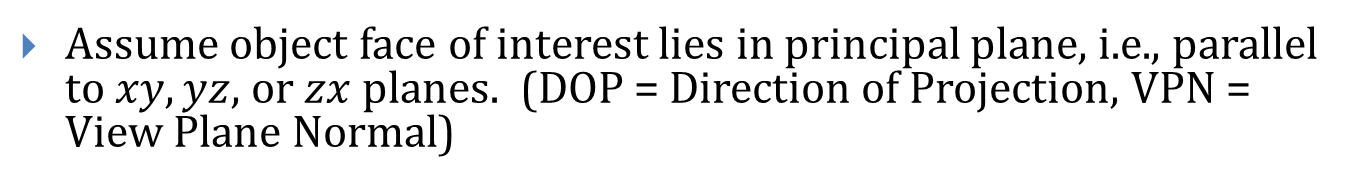 Assume object face of interest lies in principal plane, i.e., parallel
to xy, yz, or zx planes. (DOP = Direction of Projection, VPN =
View Plane Normal)